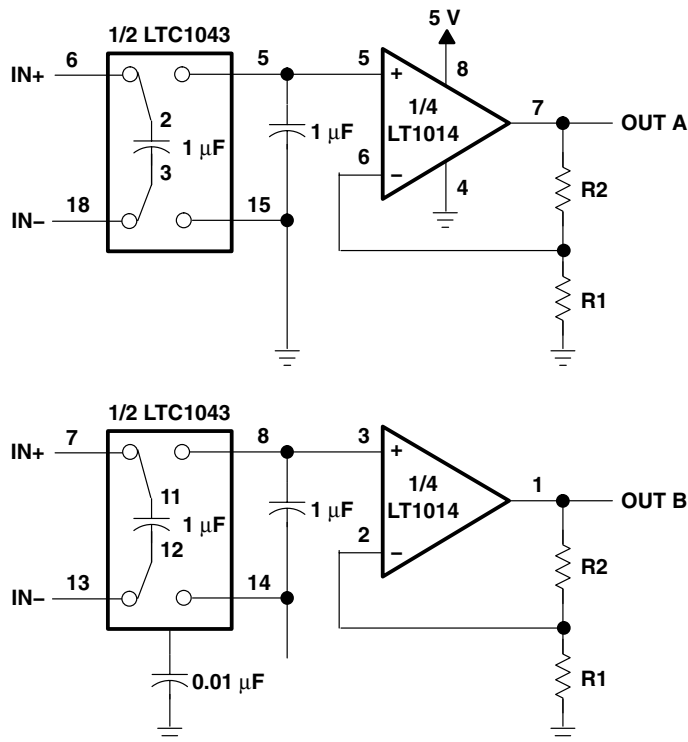 5 V
1/2 LTC1043
6
5
5
8
IN+
+
2
1/4
7
1 μF
1 μF
LT1014
OUT A
3
6
4
R2
18
15
IN−
−
R1
1/2 LTC1043
7
8
3
IN+
+
11
1/4
1
1 μF
1 μF
LT1014
OUT B
12
2
R2
13
14
IN−
−
0.01 μF
R1